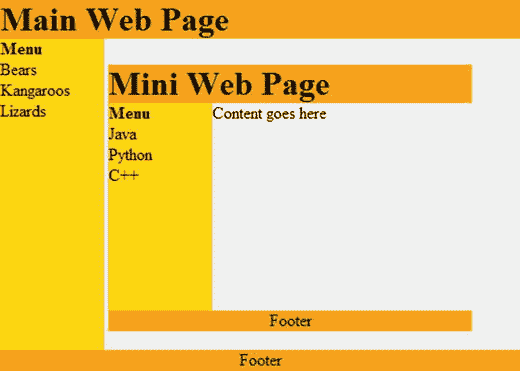 Main Web Page
Menu
Bears
Kangaroos
Lizards
Mini Web Page
Menu
Java
Python
C++
Content goes here
Footer
Footer